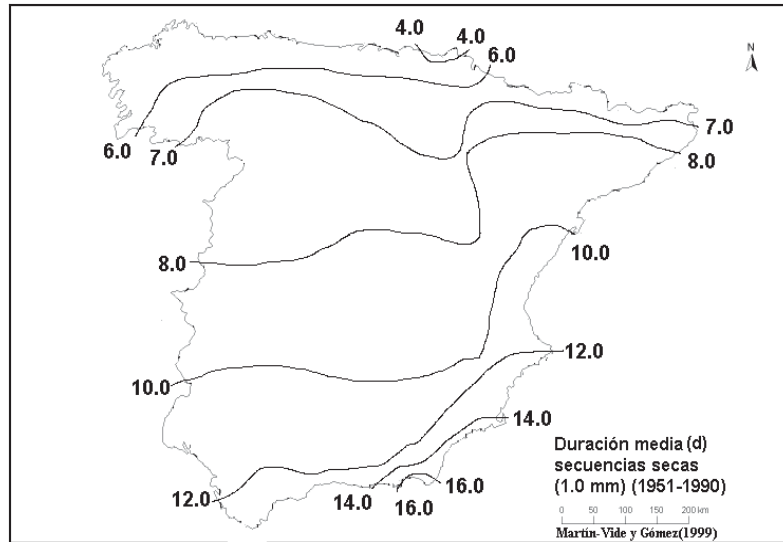 4.0
4.0
6.0
N
6.0
7.0
7.0
8.0
8.0
10.0
10.0
12.0
14.0
12.0
14.0
16.0
16.0
Duración media (d)
secuencias secas
(1.0 mm) (1951-1990)
0 50 100 150 200 km
Martín-Vide y Gómez(1999)